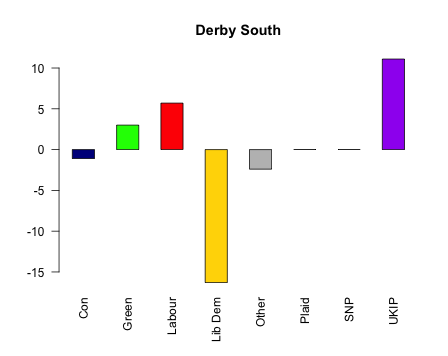 Derby South
10
5
0
-5
-10
-15
Con
Green
Labour
Lib Dem
Other
Plaid
SNP
UKIP